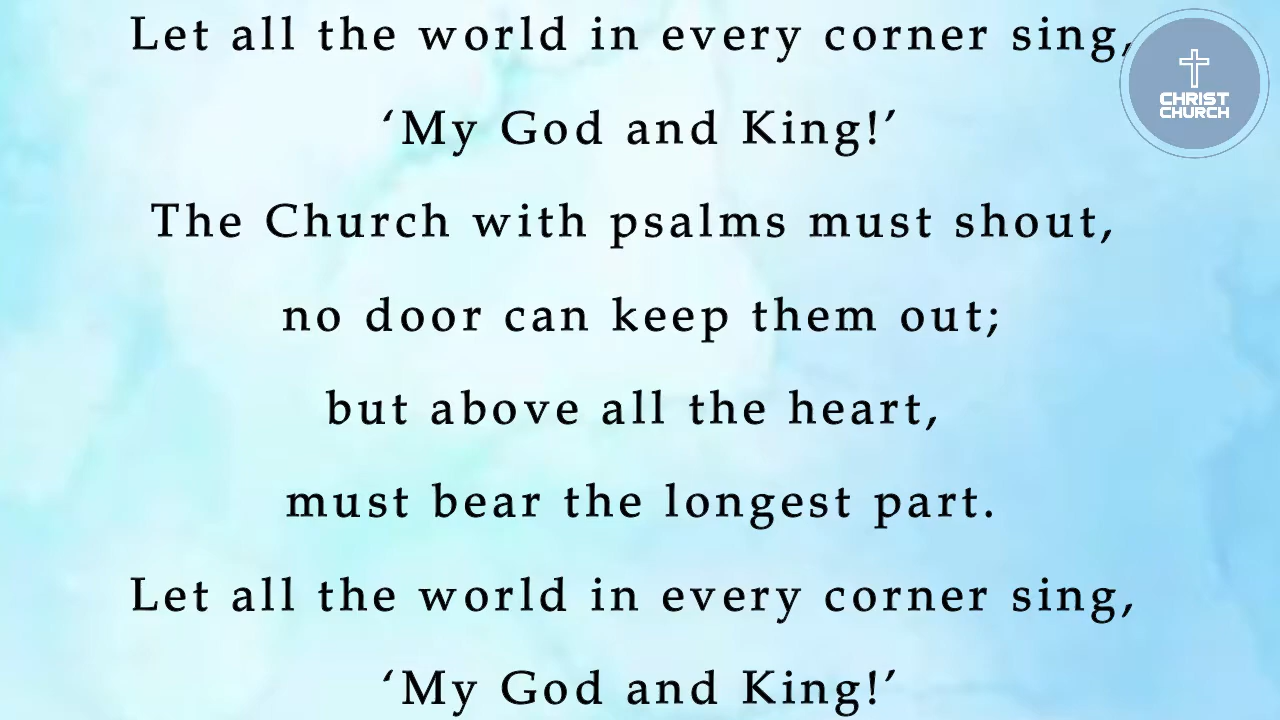 Let all the world in every corner sing,
‘My God and King!’
The Church with psalms must shout,
no door can keep them out;
but above all the heart,
must bear the longest part.
Let all the world in every corner sing,
‘My God and King!’
CHRIST
CHURCH